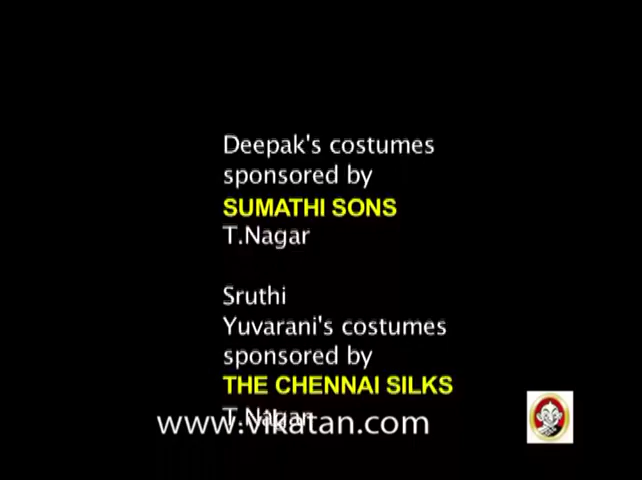 Deepak's costumes
sponsored by
SUMATHI SONS
T.Nagar
Sruthi
Yuvarani's costumes
sponsored by
THE CHENNAI SILKS
T.Nagar
www.vikatan.com